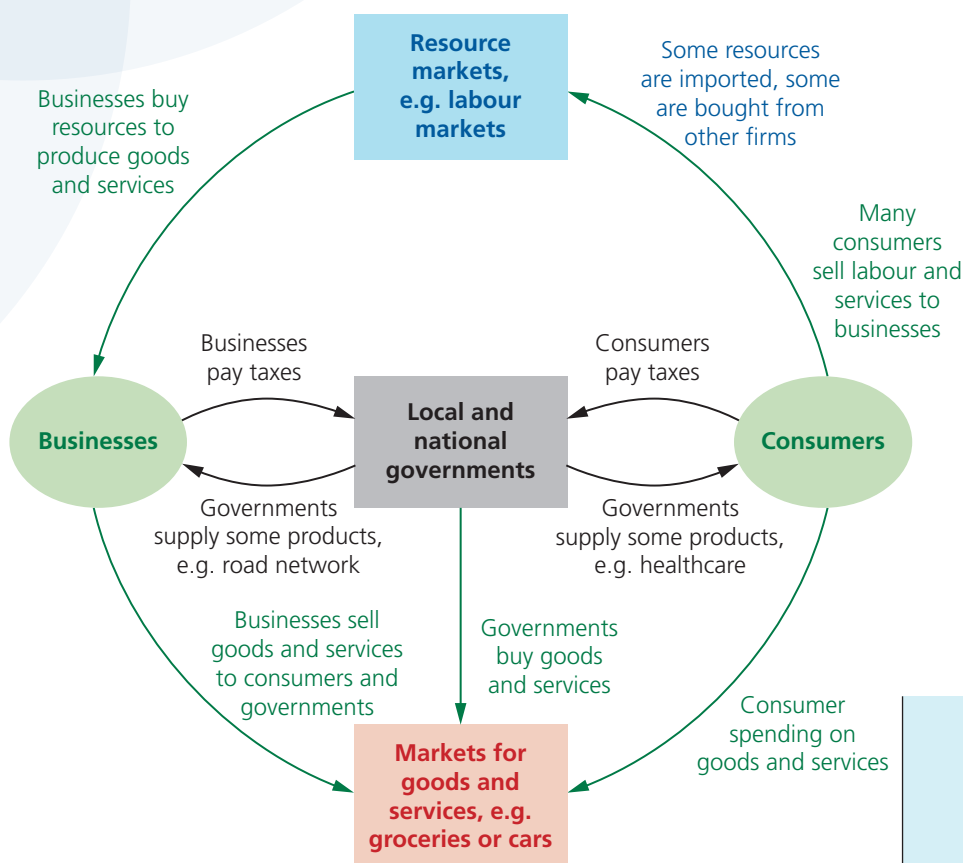 Resource
markets,
e.g. labour
markets
Some resources
are imported, some
are bought from
other firms
Businesses buy
resources to
produce goods
and services
Many
consumers
sell labour and
services to
businesses
Businesses
pay taxes
Consumers
pay taxes
Businesses
Local and
national
governments
Consumers
Governments
supply some products,
e.g. road network
Governments
supply some products,
e.g. healthcare
Businesses sell
goods and services
to consumers and
governments
Governments
buy goods
and services
Consumer
spending on
goods and services
Markets for
goods and
services, e.g.
groceries or cars